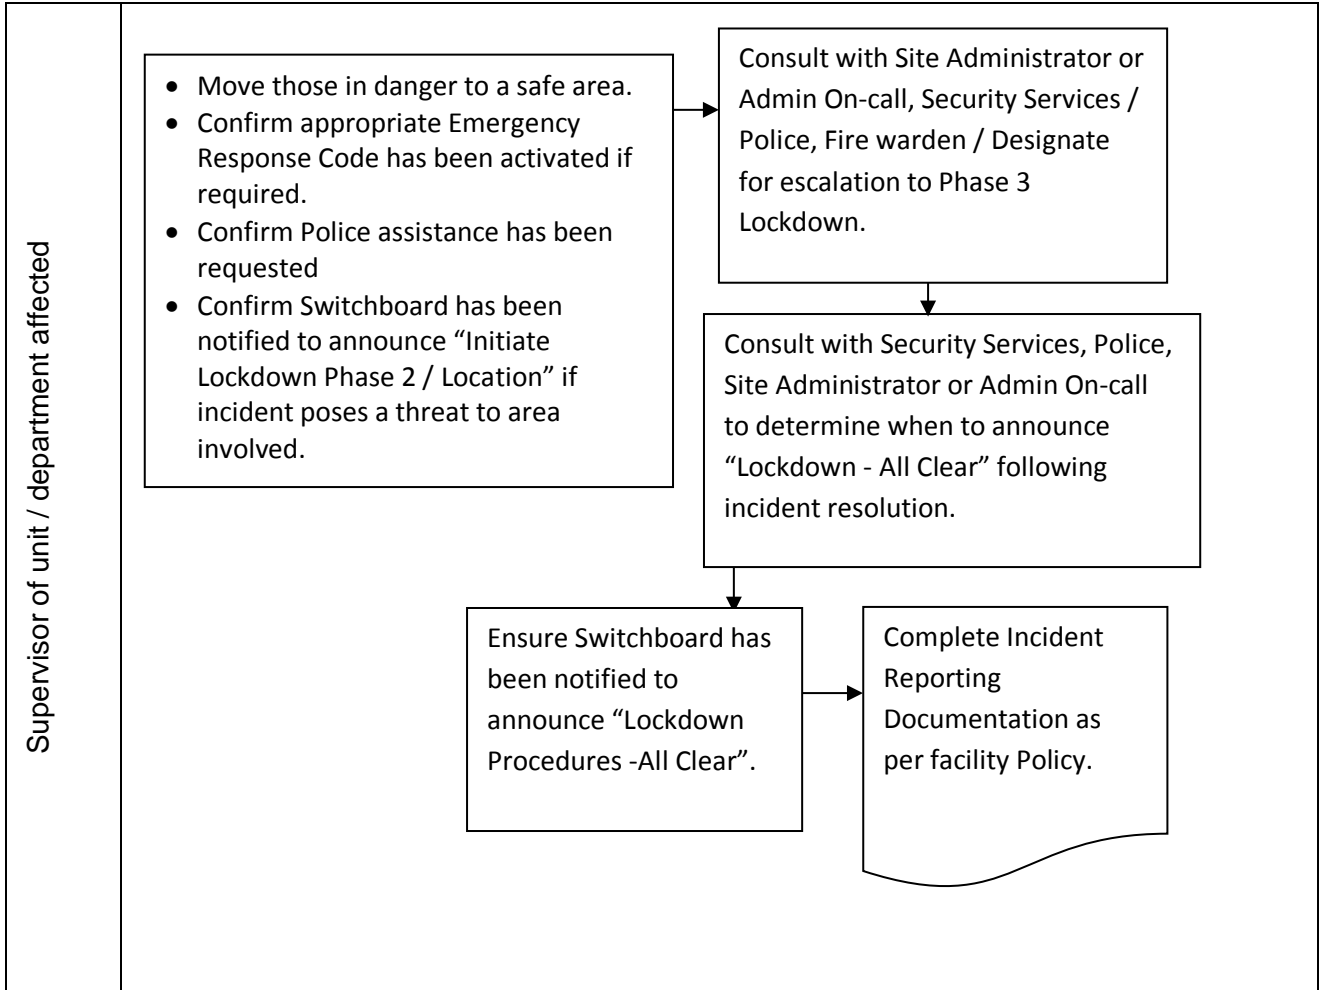 Supervisor of unit / department affected
• Move those in danger to a safe area.
• Confirm appropriate Emergency
Response Code has been activated if
required.
• Confirm Police assistance has been
requested
• Confirm Switchboard has been
notified to announce “Initiate
Lockdown Phase 2 / Location” if
incident poses a threat to area
involved.
Consult with Site Administrator or
Admin On-call, Security Services /
Police, Fire warden / Designate
for escalation to Phase 3
Lockdown.
Consult with Security Services, Police,
Site Administrator or Admin On-call
to determine when to announce
“Lockdown - All Clear” following
incident resolution.
Ensure Switchboard has
been notified to
announce “Lockdown
Procedures -All Clear”.
Complete Incident
Reporting
Documentation as
per facility Policy.